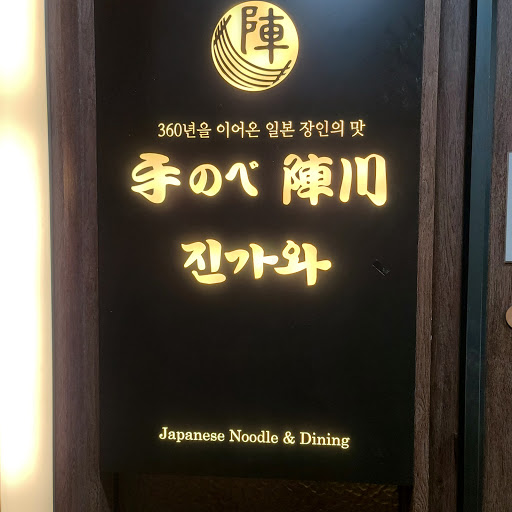 陣
360년을 이어온 일본 장인의 맛
手のべ 陣川
진가와
Japanese Noodle & Dining